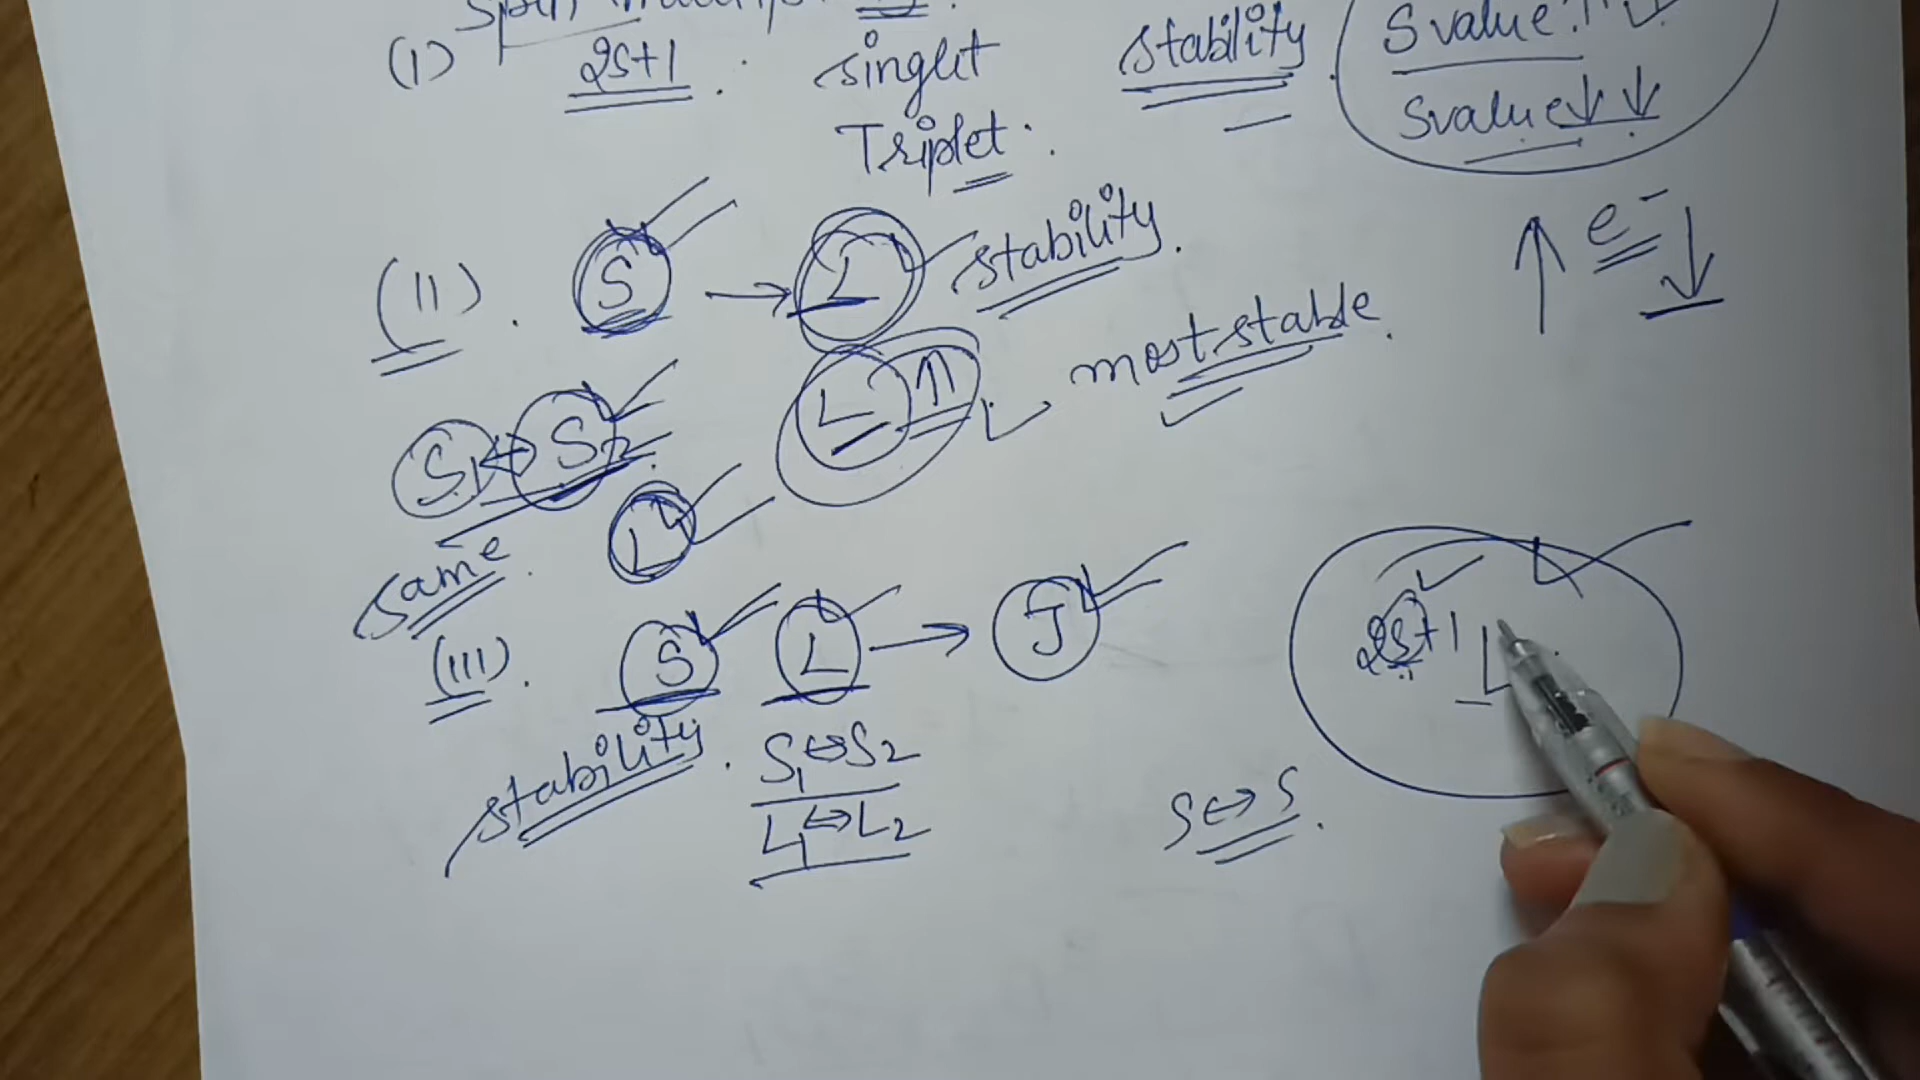 (I) 2S+1 . singlet stability .
Triplet .
S value ↑↑
S value ↓↓
(II) . S → L stability .
↑ e⁻ ↓
S1 ↔ S2 L ↑↑ most stable .
same . L
(III) . S L → J
2S+1 L
stability . S1 ↔ S2
L1 ↔ L2
S ↔ S .